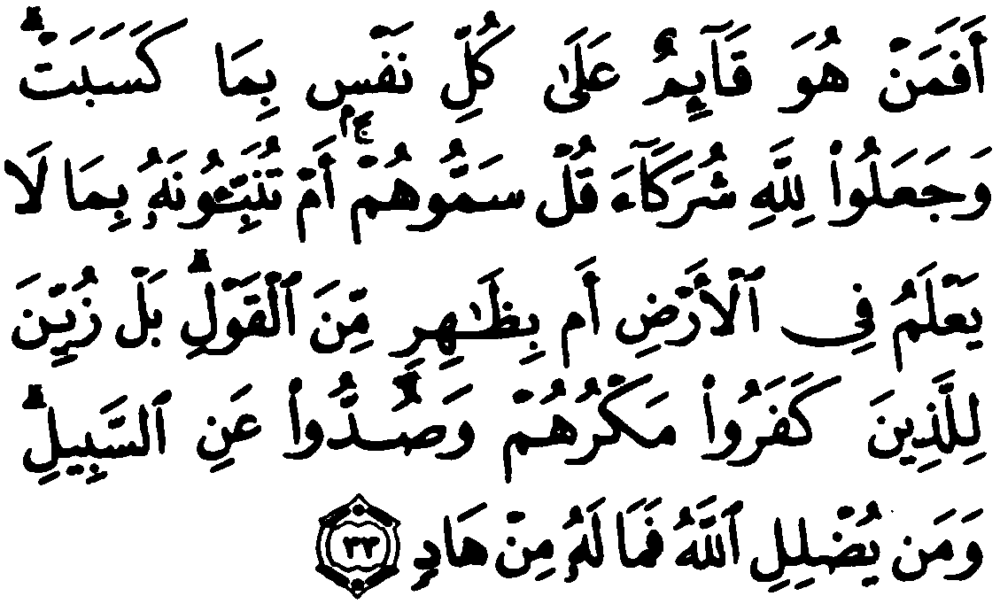 أَفَمَنْ هُوَ قَآئِمٌ عَلَىٰ كُلِّ نَفْسٍ بِمَا كَسَبَتْ ۗ
وَجَعَلُوا۟ لِلَّهِ شُرَكَآءَ قُلْ سَمُّوهُمْ ۚ أَمْ تُنَبِّـُٔونَهُۥ بِمَا لَا
يَعْلَمُ فِى ٱلْأَرْضِ أَم بِظَـٰهِرٍ مِّنَ ٱلْقَوْلِ ۗ بَلْ زُيِّنَ
لِلَّذِينَ كَفَرُوا۟ مَكْرُهُمْ وَصُدُّوا۟ عَنِ ٱلسَّبِيلِ ۗ
وَمَن يُضْلِلِ ٱللَّهُ فَمَا لَهُۥ مِنْ هَادٍ ٣٣